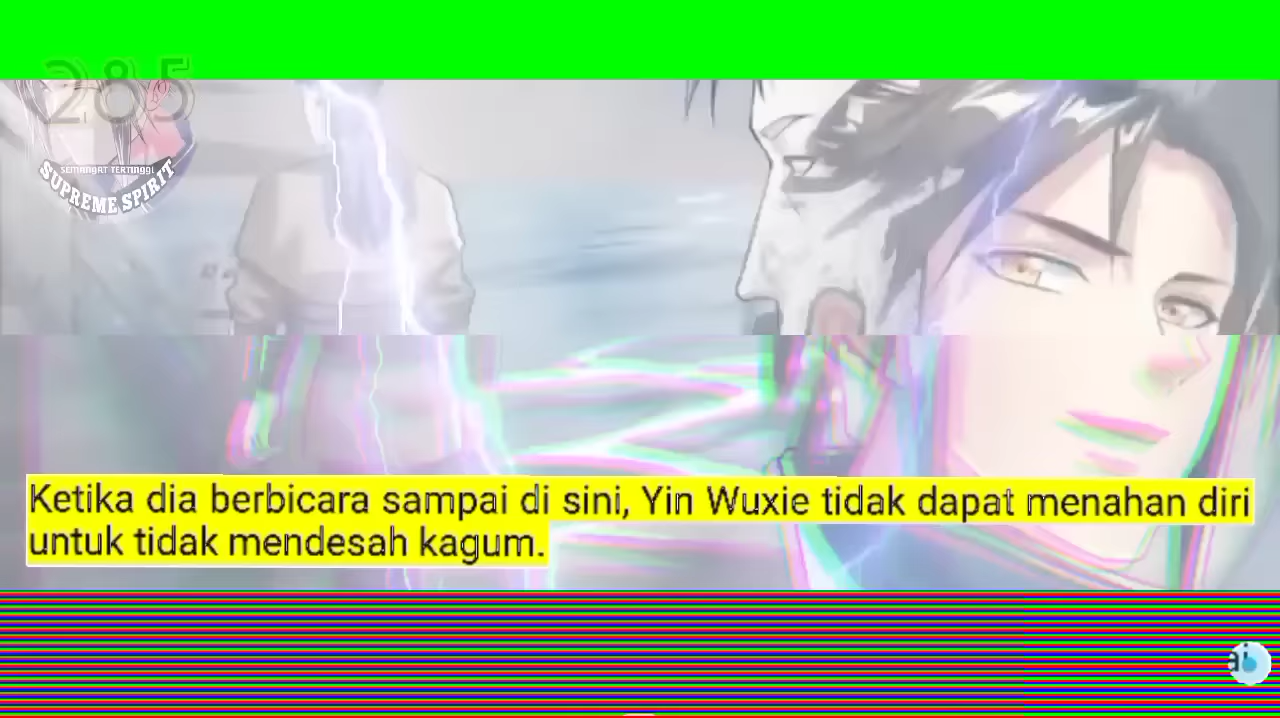 285
SEMANGAT TERTINGGI
SUPREME SPIRIT
Ketika dia berbicara sampai di sini, Yin Wuxie tidak dapat menahan diri
untuk tidak mendesah kagum.